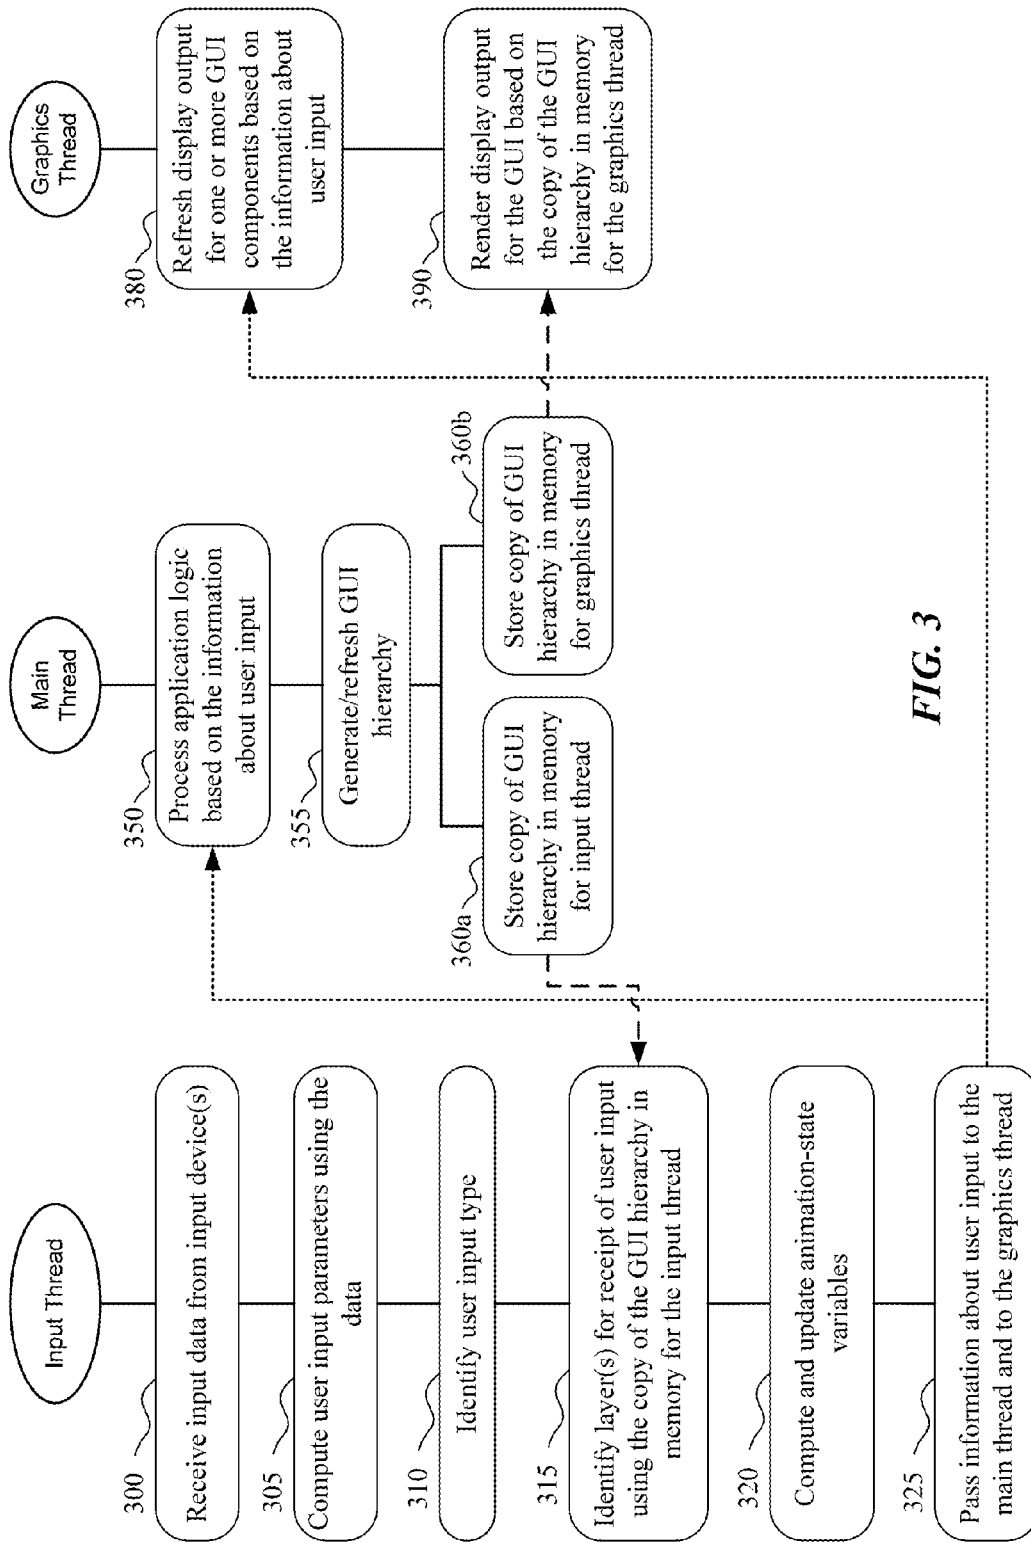 Input Thread
300
Receive input data from input device(s)
305
Compute user input parameters using the
data
310
Identify user input type
315
Identify layer(s) for receipt of user input
using the copy of the GUI hierarchy in
memory for the input thread
320
Compute and update animation-state
variables
325
Pass information about user input to the
main thread and to the graphics thread
Main
Thread
350
Process application logic
based on the information
about user input
355
Generate/refresh GUI
hierarchy
360a
Store copy of GUI
hierarchy in memory
for input thread
360b
Store copy of GUI
hierarchy in memory
for graphics thread
Graphics
Thread
380
Refresh display output
for one or more GUI
components based on
the information about
user input
390
Render display output
for the GUI based on
the copy of the GUI
hierarchy in memory
for the graphics thread
FIG. 3